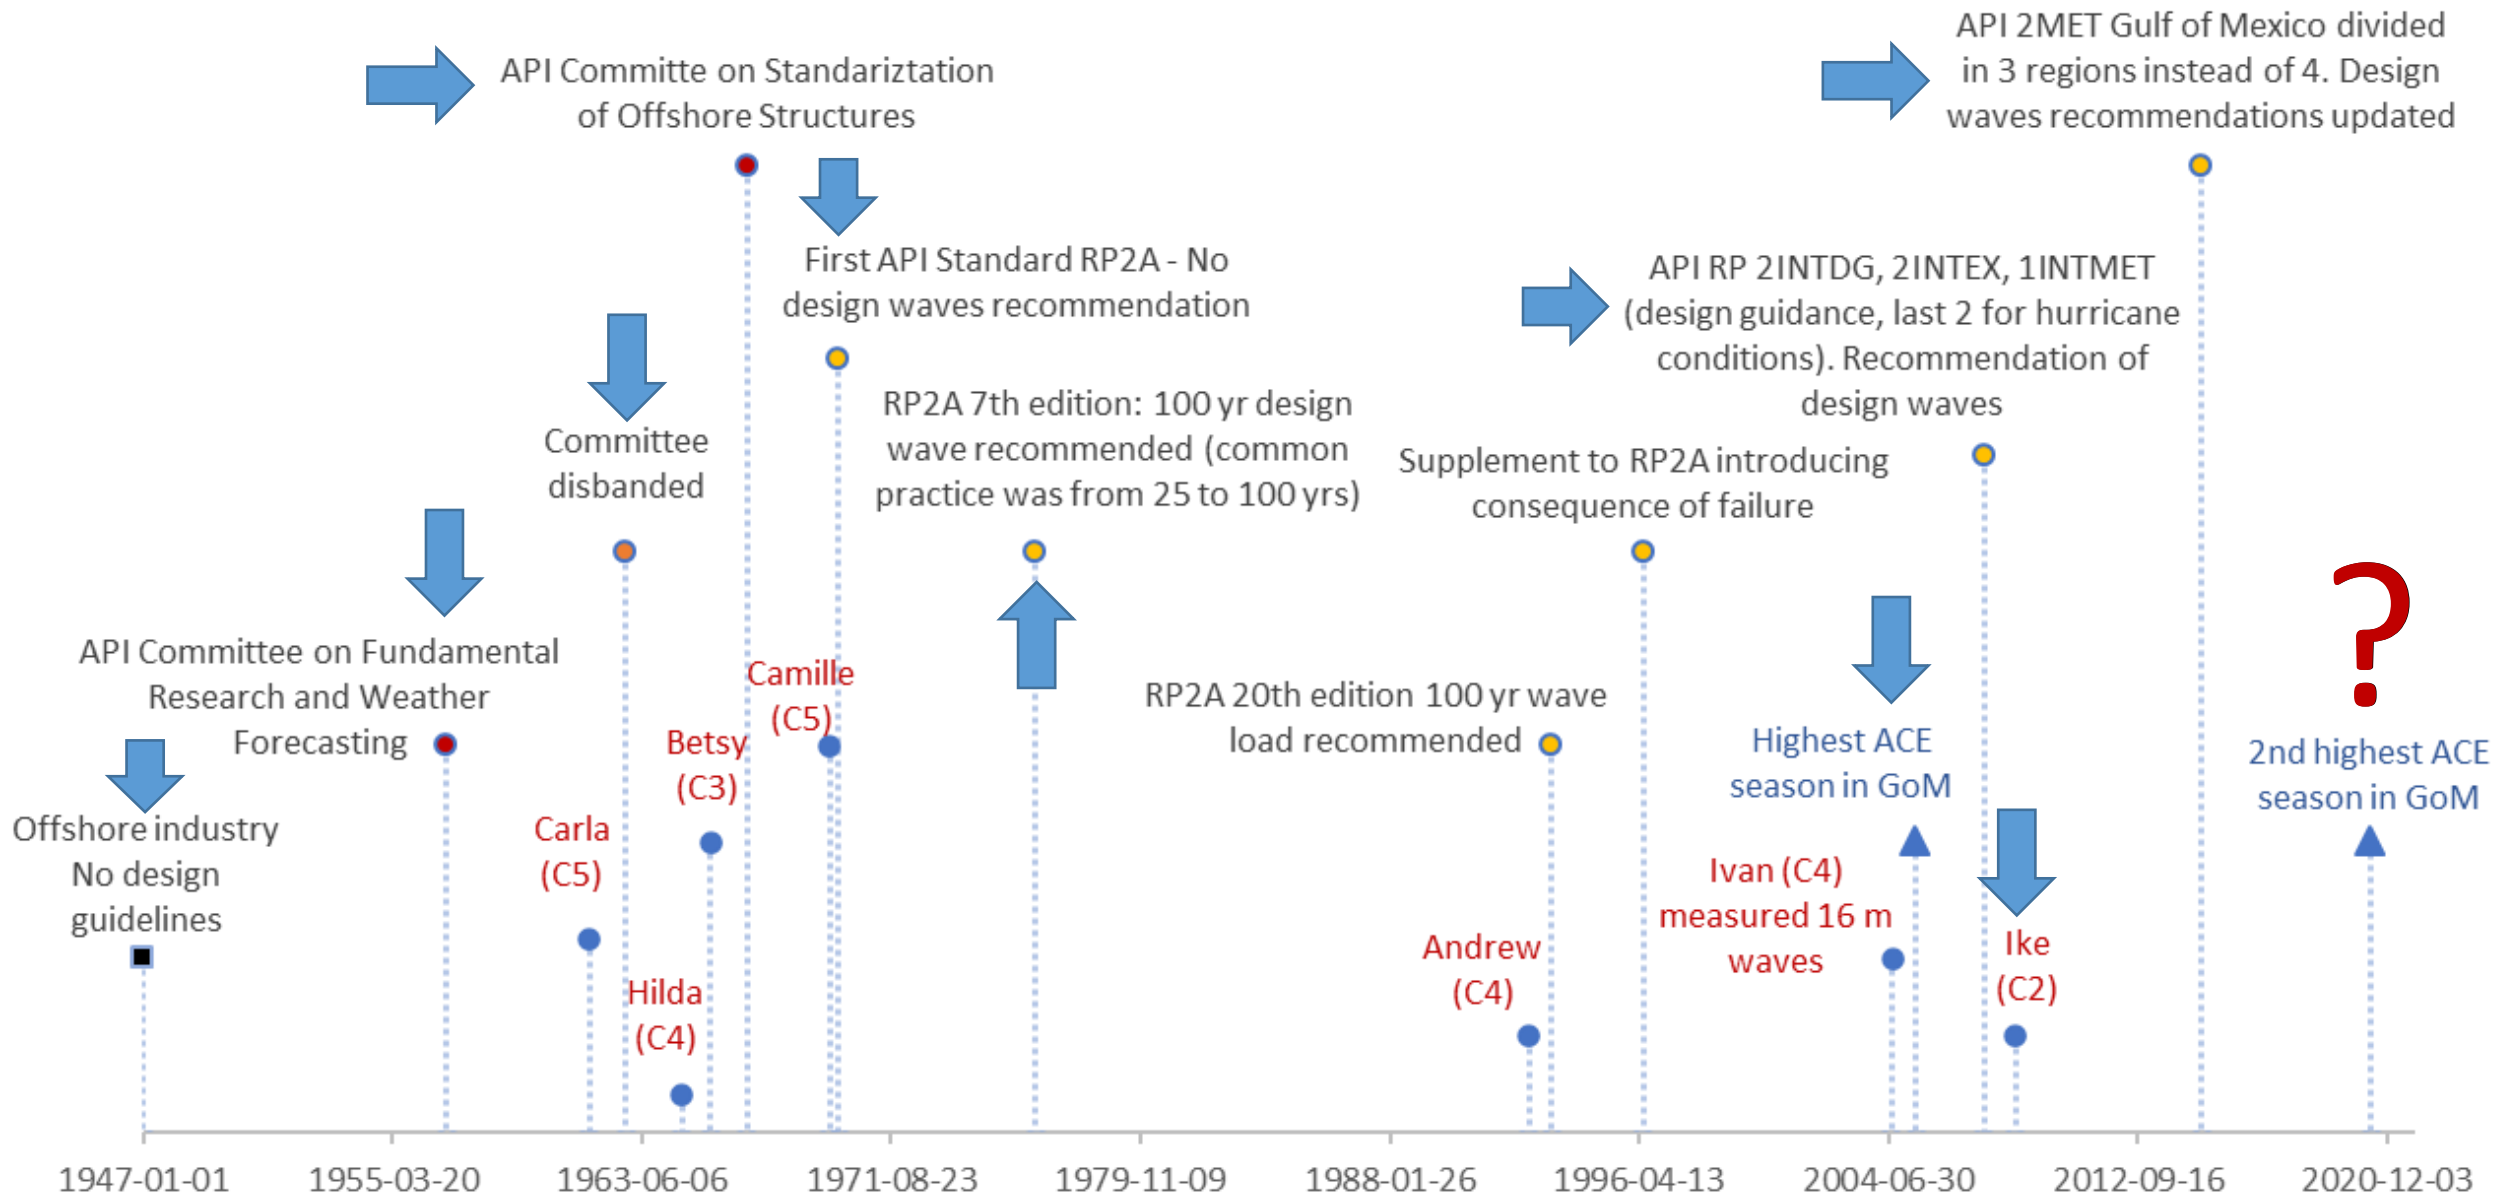 API Committe on Standariztation
of Offshore Structures
API 2MET Gulf of Mexico divided
in 3 regions instead of 4. Design
waves recommendations updated
First API Standard RP2A - No
design waves recommendation
API RP 2INTDG, 2INTEX, 1INTMET
(design guidance, last 2 for hurricane
conditions). Recommendation of
design waves
Committee
disbanded
RP2A 7th edition: 100 yr design
wave recommended (common
practice was from 25 to 100 yrs)
Supplement to RP2A introducing
consequence of failure
API Committee on Fundamental
Research and Weather
Forecasting
Camille
(C5)
Betsy
(C3)
RP2A 20th edition 100 yr wave
load recommended
Highest ACE
season in GoM
?
2nd highest ACE
season in GoM
Offshore industry
No design
guidelines
Carla
(C5)
Hilda
(C4)
Andrew
(C4)
Ivan (C4)
measured 16 m
waves
Ike
(C2)
1947-01-01
1955-03-20
1963-06-06
1971-08-23
1979-11-09
1988-01-26
1996-04-13
2004-06-30
2012-09-16
2020-12-03